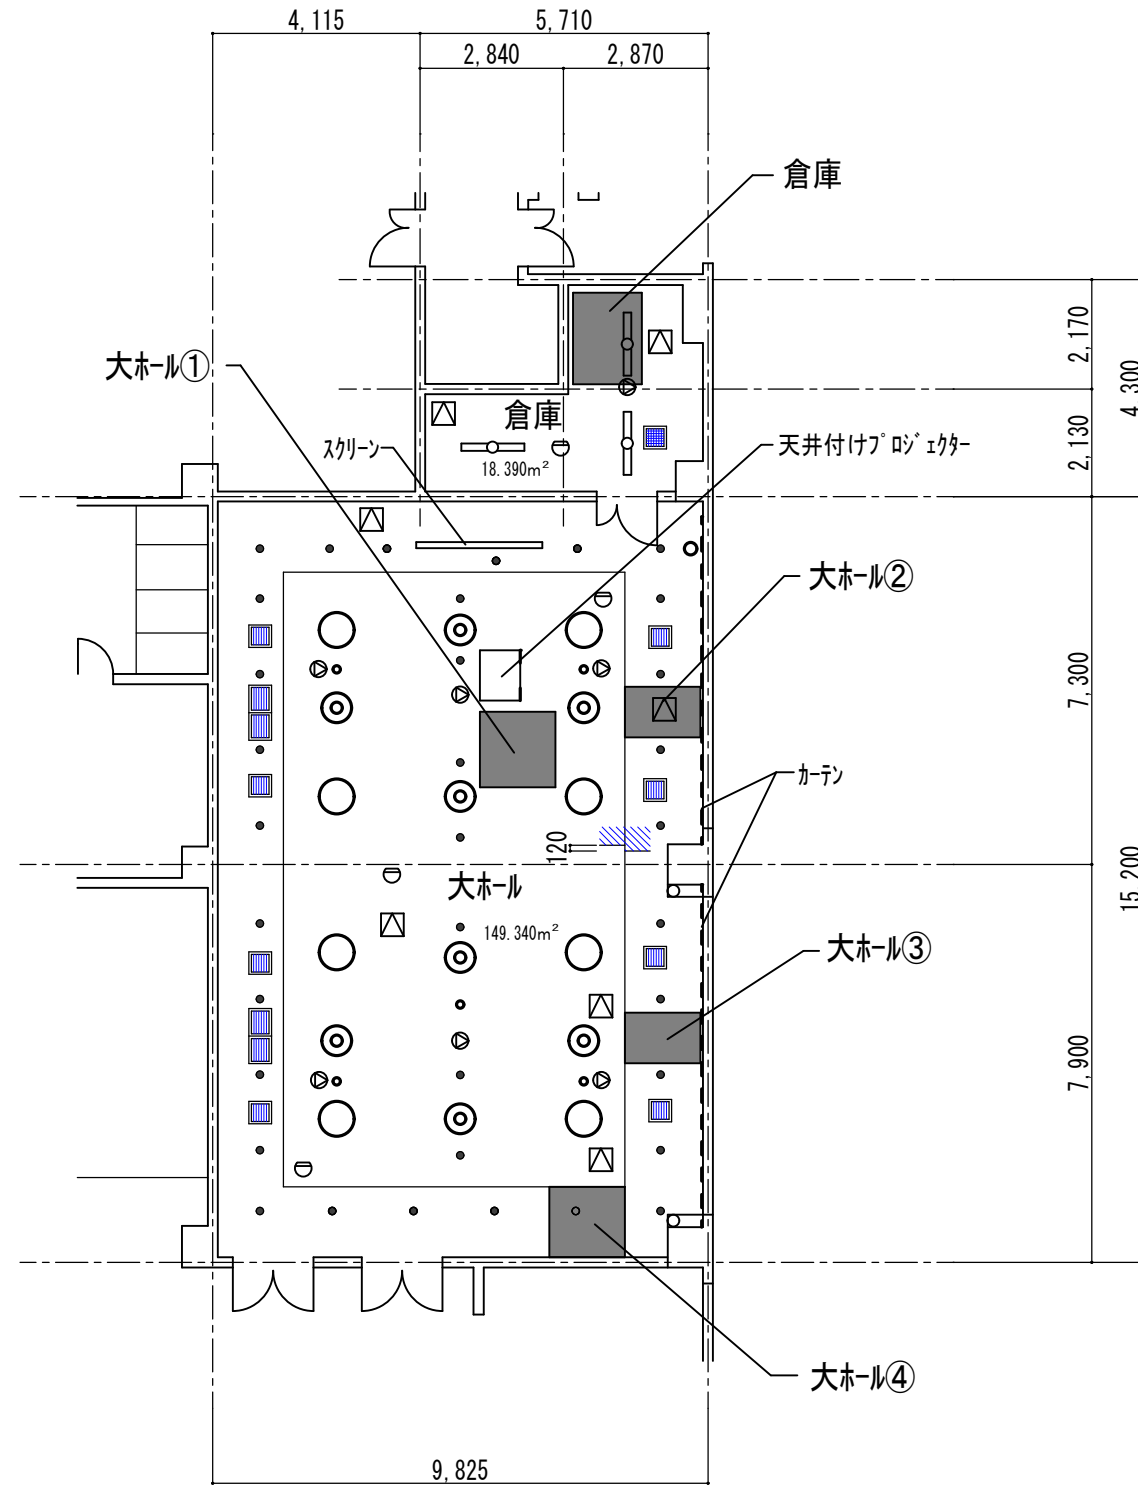 4,115
5,710
2,840
2,870
倉庫
2,170
4,300
大ホール①
倉庫
2,130
スクリーン
天井付けプロジェクター
18.390m²
大ホール②
7,300
カーテン
120
大ホール
15,200
149.340m²
大ホール③
7,900
大ホール④
9,825